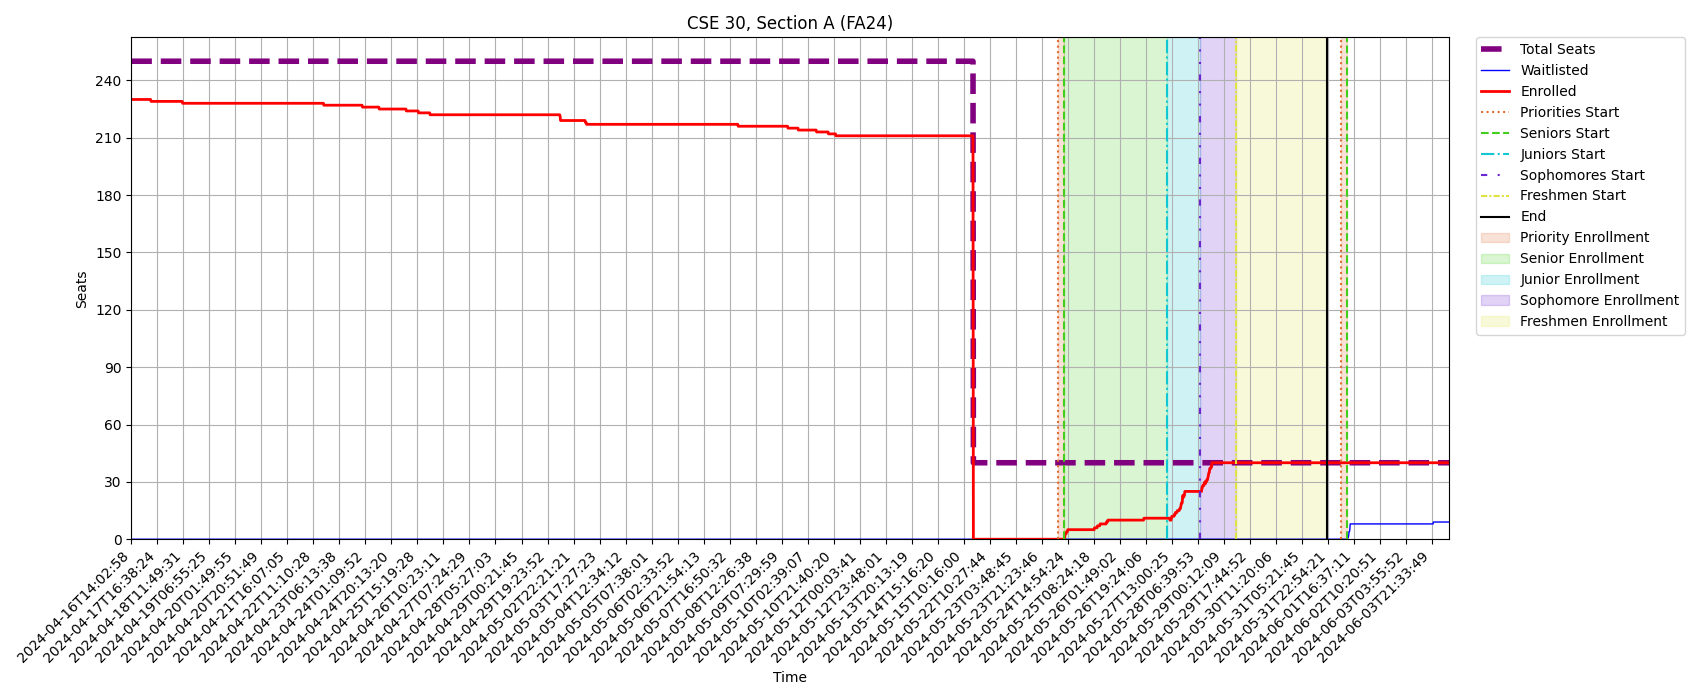 CSE 30, Section A (FA24)
Seats
240
210
180
150
120
90
60
30
0
2024-04-16T14:02:58
2024-04-17T16:38:24
2024-04-18T11:49:31
2024-04-19T06:55:25
2024-04-20T01:49:55
2024-04-20T20:51:49
2024-04-21T16:07:05
2024-04-22T11:10:28
2024-04-23T06:13:38
2024-04-24T01:09:52
2024-04-24T20:13:20
2024-04-25T15:19:28
2024-04-26T10:23:11
2024-04-27T07:24:29
2024-04-28T05:27:03
2024-04-29T00:21:45
2024-04-29T19:23:52
2024-05-02T22:21:21
2024-05-03T17:27:23
2024-05-04T12:34:12
2024-05-05T07:38:01
2024-05-06T02:33:52
2024-05-06T21:54:13
2024-05-07T16:50:32
2024-05-08T12:26:38
2024-05-09T07:29:59
2024-05-10T02:39:07
2024-05-10T21:40:20
2024-05-12T00:03:41
2024-05-12T23:48:01
2024-05-13T20:13:19
2024-05-14T15:16:20
2024-05-15T10:16:00
2024-05-22T10:27:44
2024-05-23T03:48:45
2024-05-23T21:23:46
2024-05-24T14:54:24
2024-05-25T08:24:18
2024-05-26T01:49:02
2024-05-26T19:24:06
2024-05-27T13:00:25
2024-05-28T06:39:53
2024-05-29T00:12:09
2024-05-29T17:44:52
2024-05-30T11:20:06
2024-05-31T05:21:45
2024-05-31T22:54:21
2024-06-01T16:37:11
2024-06-02T10:20:51
2024-06-03T03:55:52
2024-06-03T21:33:49
Time
Total Seats
Waitlisted
Enrolled
Priorities Start
Seniors Start
Juniors Start
Sophomores Start
Freshmen Start
End
Priority Enrollment
Senior Enrollment
Junior Enrollment
Sophomore Enrollment
Freshmen Enrollment